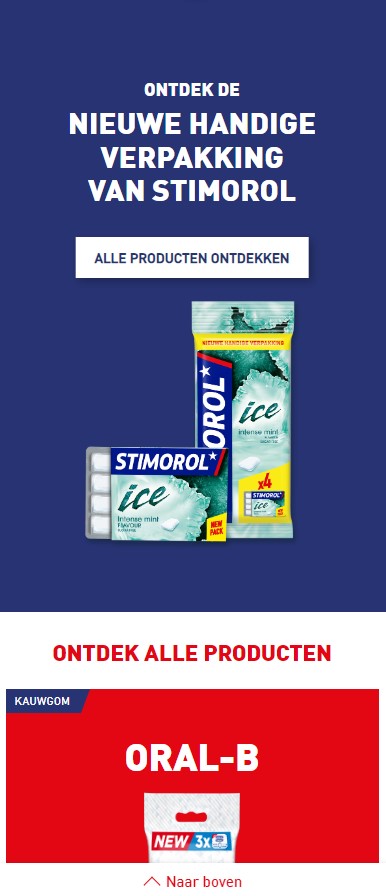 ONTDEK DE
NIEUWE HANDIGE
VERPAKKING
VAN STIMOROL
ALLE PRODUCTEN ONTDEKKEN
NIEUWE HANDIGE VERPAKKING
STIMOROL
ice
intense mint
FLAVOUR
x4
STIMOROL
ice
STIMOROL
ice
intense mint
FLAVOUR
NEW
PACK
ONTDEK ALLE PRODUCTEN
KAUWGOM
ORAL-B
NEW 3x
Naar boven